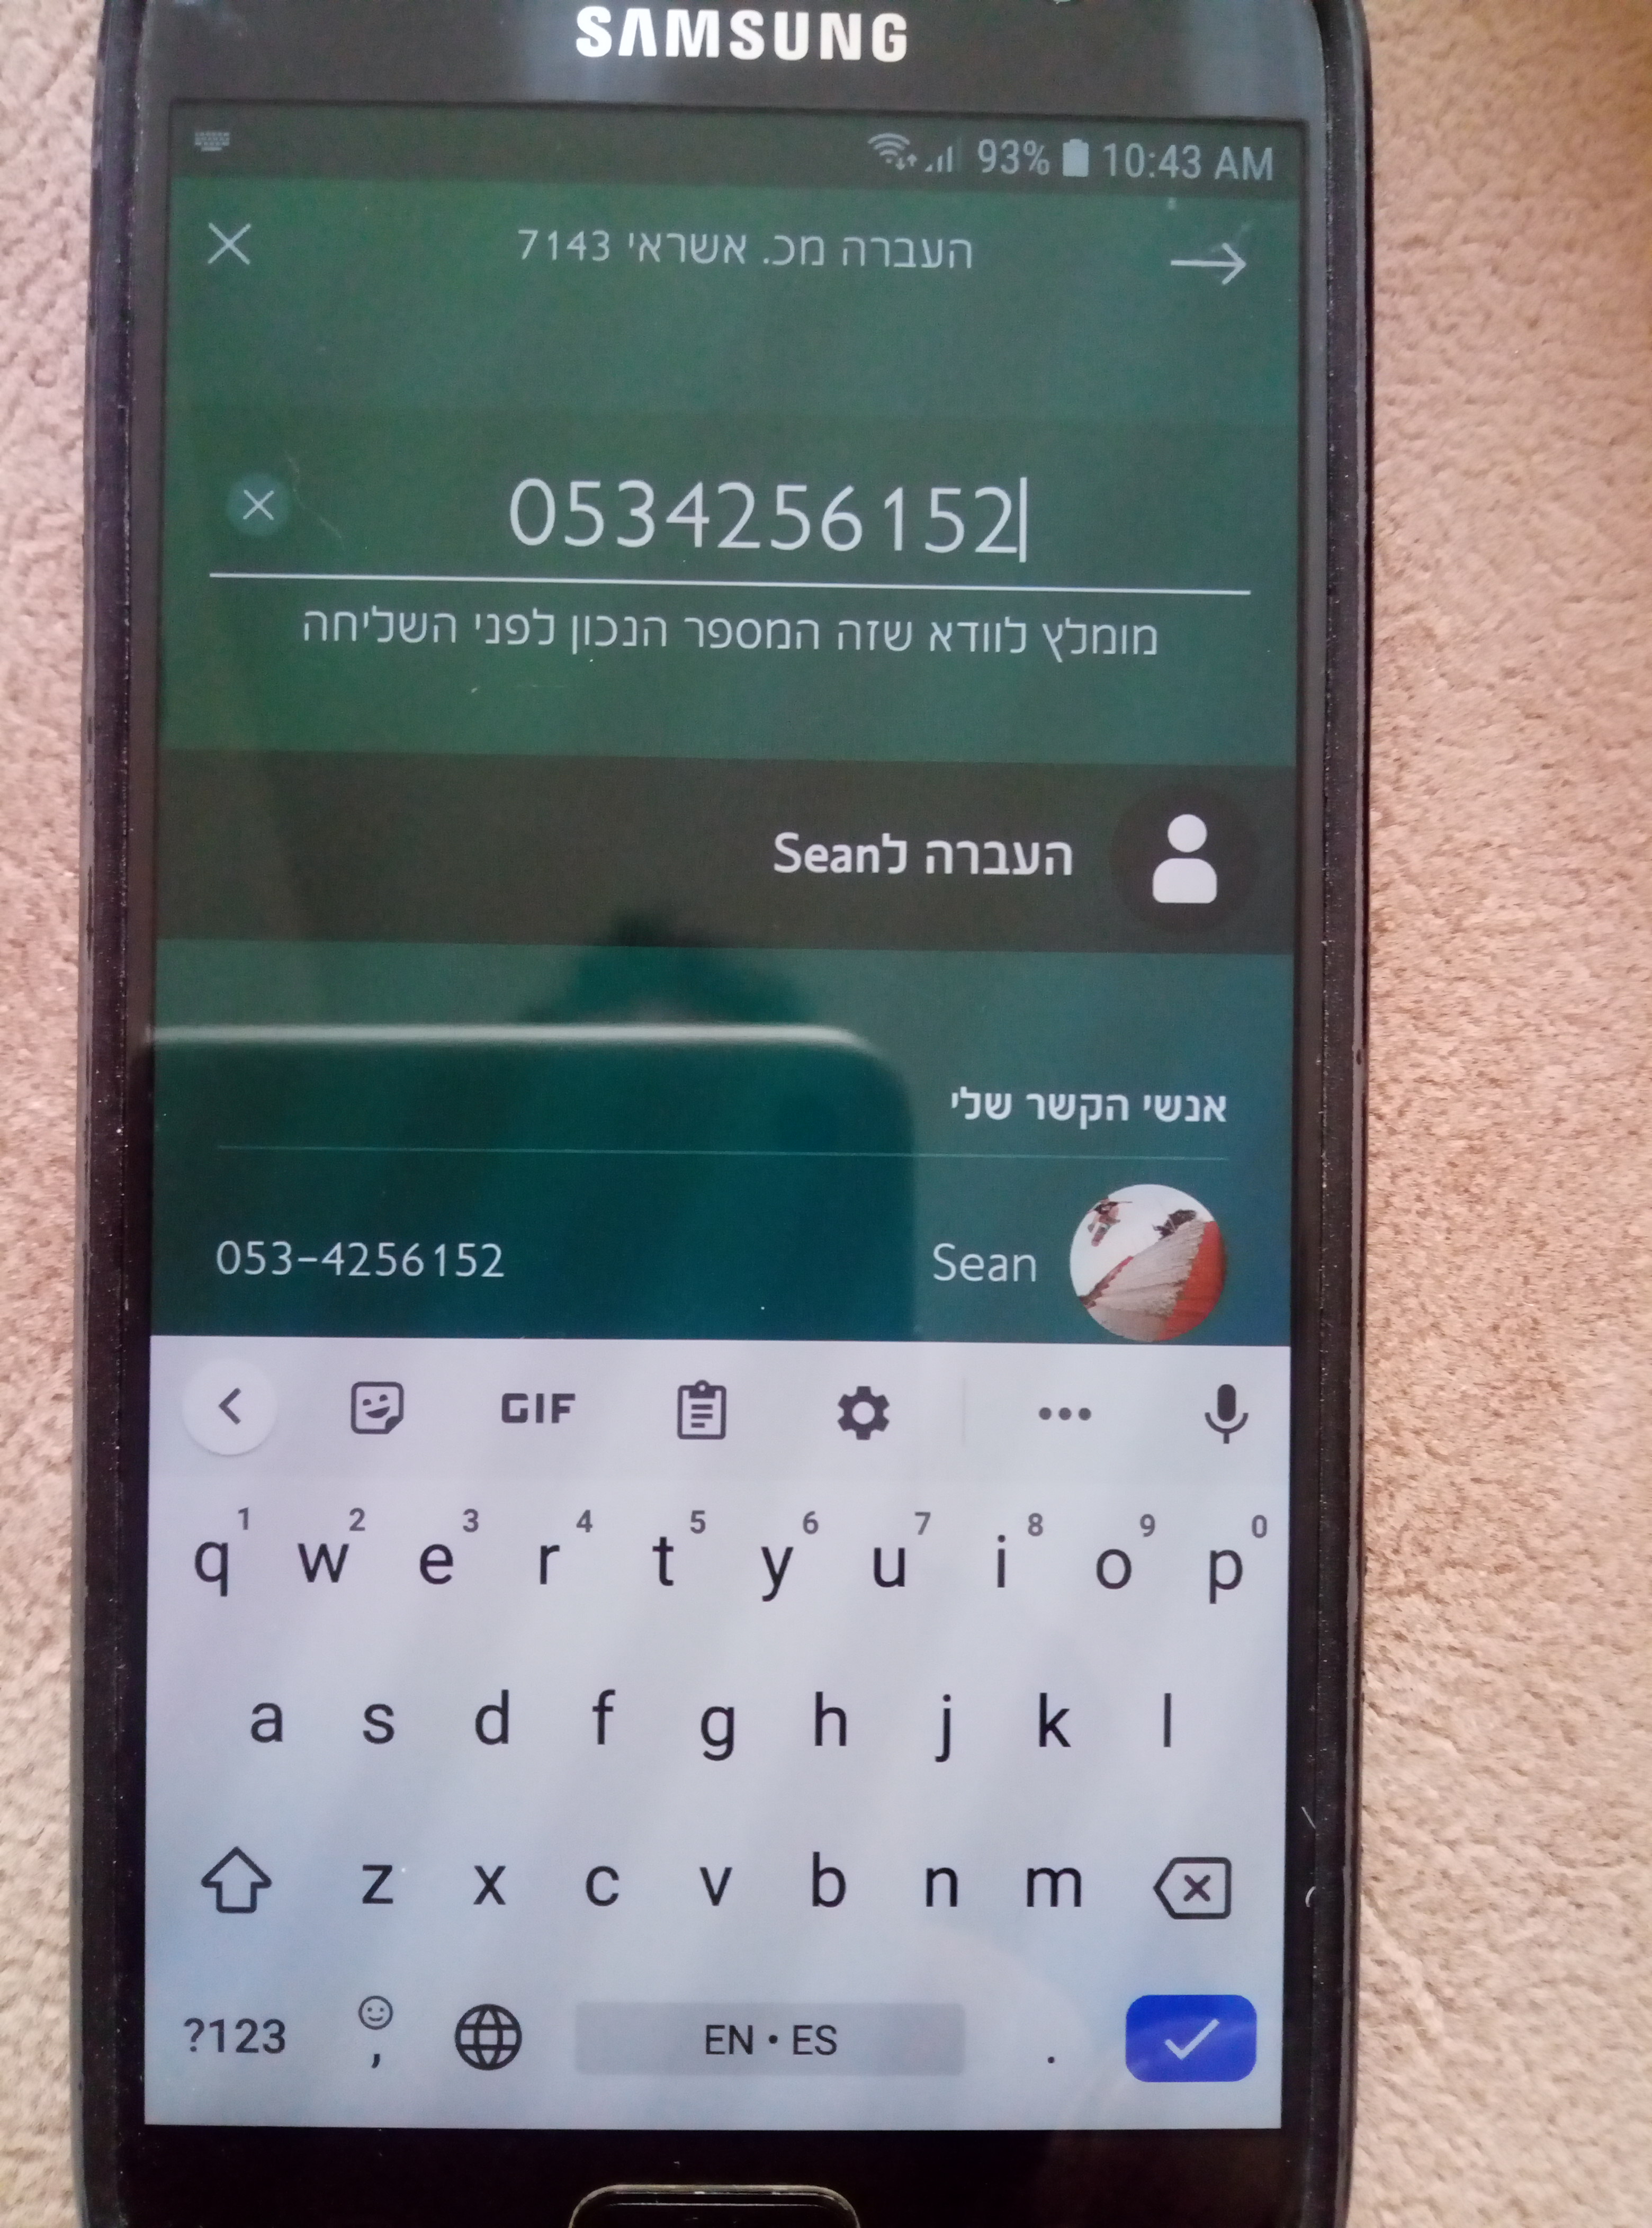 SAMSUNG
93% 10:43 AM
העברה מכ. אשראי 7143
0534256152
מומלץ לוודא שזה המספר הנכון לפני השליחה
העברה לSean
אנשי הקשר שלי
Sean 053-4256152
GIF
1 2 3 4 5 6 7 8 9 0
q w e r t y u i o p
a s d f g h j k l
z x c v b n m
?123 , EN • ES .